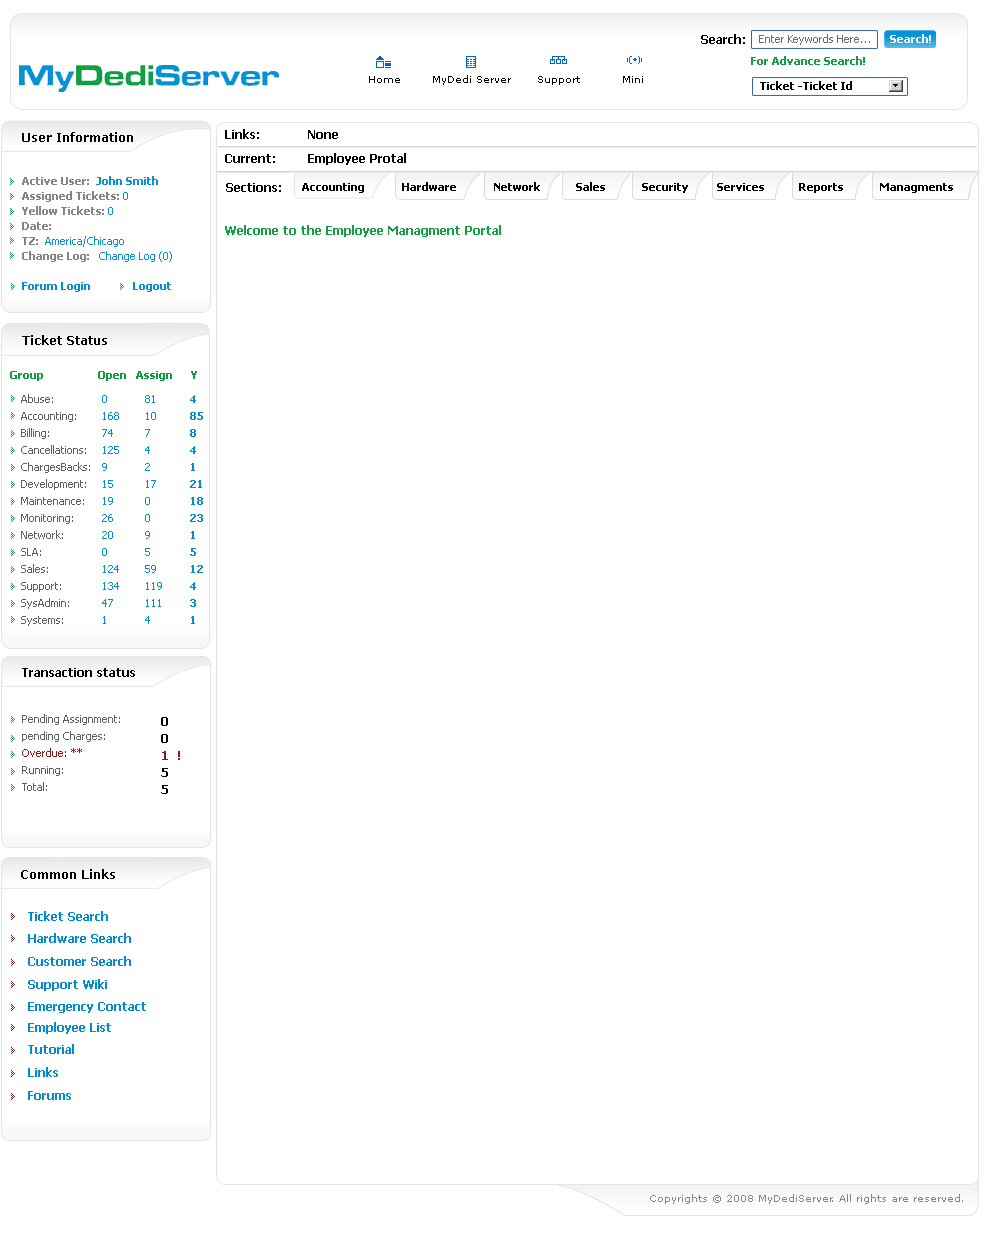 MyDediServer
Home
MyDedi Server
Support
Mini
Search: Enter Keywords Here... Search!
For Advance Search!
Ticket -Ticket Id
User Information
Active User: John Smith
Assigned Tickets: 0
Yellow Tickets: 0
Date:
TZ: America/Chicago
Change Log: Change Log (0)
Forum Login Logout
Ticket Status
Group Open Assign Y
Abuse: 0 81 4
Accounting: 168 10 85
Billing: 74 7 8
Cancellations: 125 4 4
ChargesBacks: 9 2 1
Development: 15 17 21
Maintenance: 19 0 18
Monitoring: 26 0 23
Network: 20 9 1
SLA: 0 5 5
Sales: 124 59 12
Support: 134 119 4
SysAdmin: 47 111 3
Systems: 1 4 1
Transaction status
Pending Assignment: 0
pending Charges: 0
Overdue: ** 1 !
Running: 5
Total: 5
Common Links
Ticket Search
Hardware Search
Customer Search
Support Wiki
Emergency Contact
Employee List
Tutorial
Links
Forums
Links: None
Current: Employee Protal
Sections: Accounting Hardware Network Sales Security Services Reports Managments
Welcome to the Employee Managment Portal
Copyrights © 2008 MyDediServer. All rights are reserved.